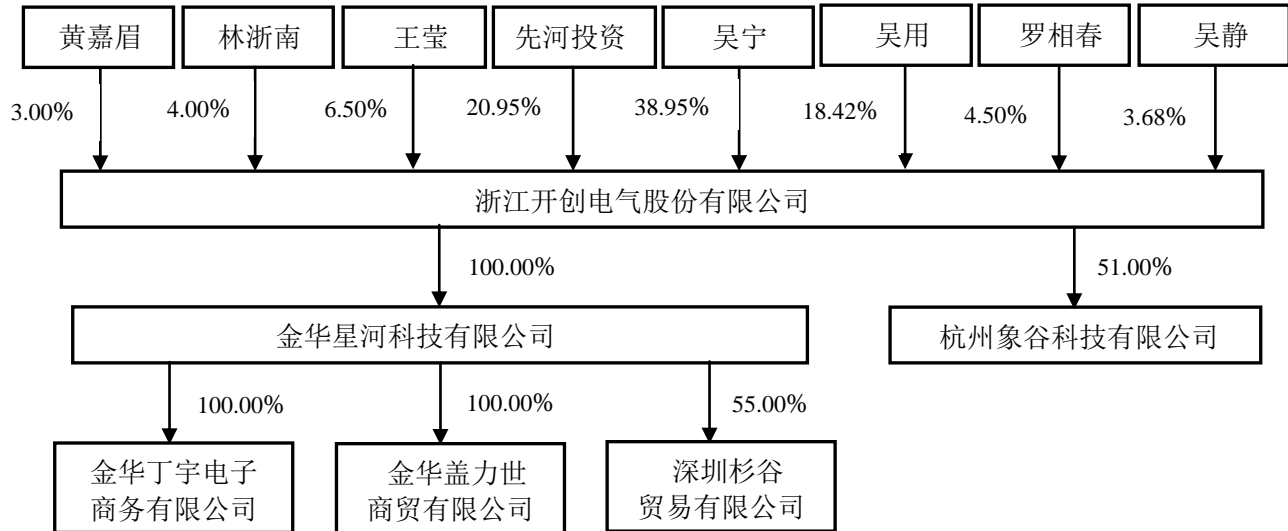 黄嘉眉 林浙南 王莹 先河投资 吴宁 吴用 罗相春 吴静
3.00% 4.00% 6.50% 20.95% 38.95% 18.42% 4.50% 3.68%
浙江开创电气股份有限公司
100.00% 51.00%
金华星河科技有限公司 杭州象谷科技有限公司
100.00% 100.00% 55.00%
金华丁宇电子
商务有限公司
金华盖力世
商贸有限公司
深圳杉谷
贸易有限公司